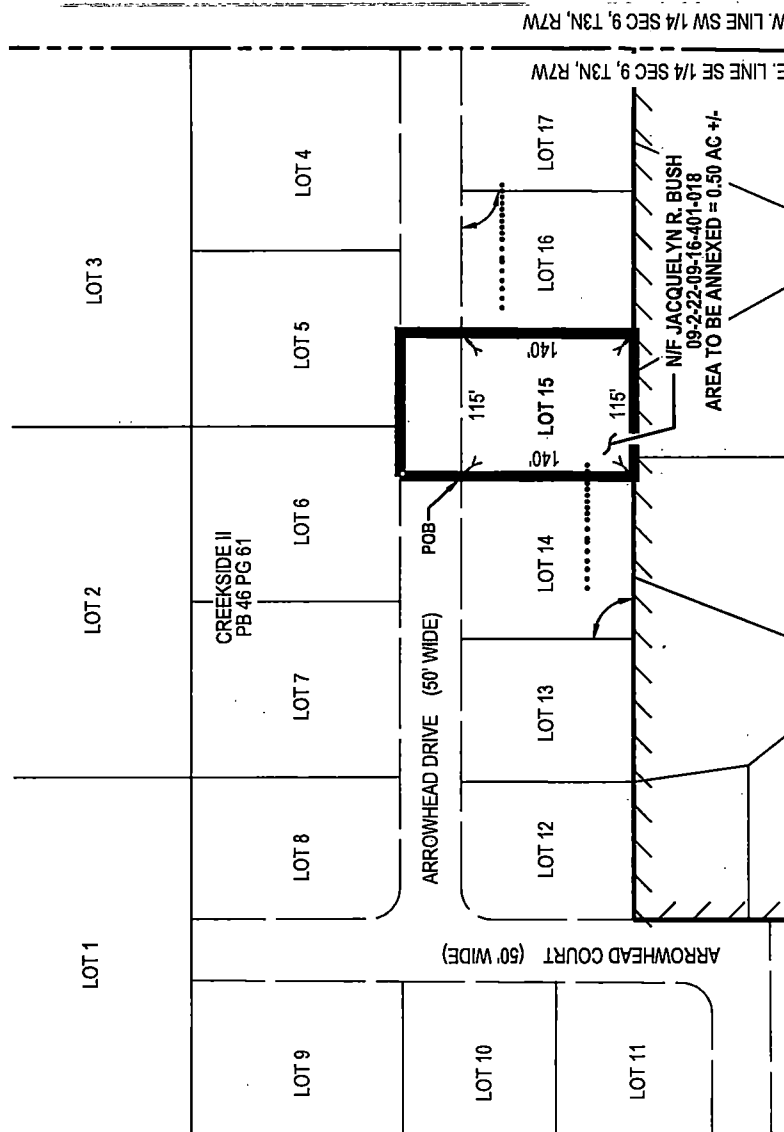 W. LINE SW 1/4 SEC 9, T3N, R7W
E. LINE SE 1/4 SEC 9, T3N, R7W
LOT 1
LOT 2
LOT 3
CREEKSIDE II
PB 46 PG 61
LOT 9
LOT 8
LOT 7
LOT 6
LOT 5
LOT 4
ARROWHEAD DRIVE (50' WIDE)
POB
LOT 10
LOT 11
LOT 12
LOT 13
LOT 14
115'
140'
LOT 15
140'
115'
LOT 16
LOT 17
ARROWHEAD COURT (50' WIDE)
N/F JACQUELYN R. BUSH
09-2-22-09-16-401-018
AREA TO BE ANNEXED = 0.50 AC +/-